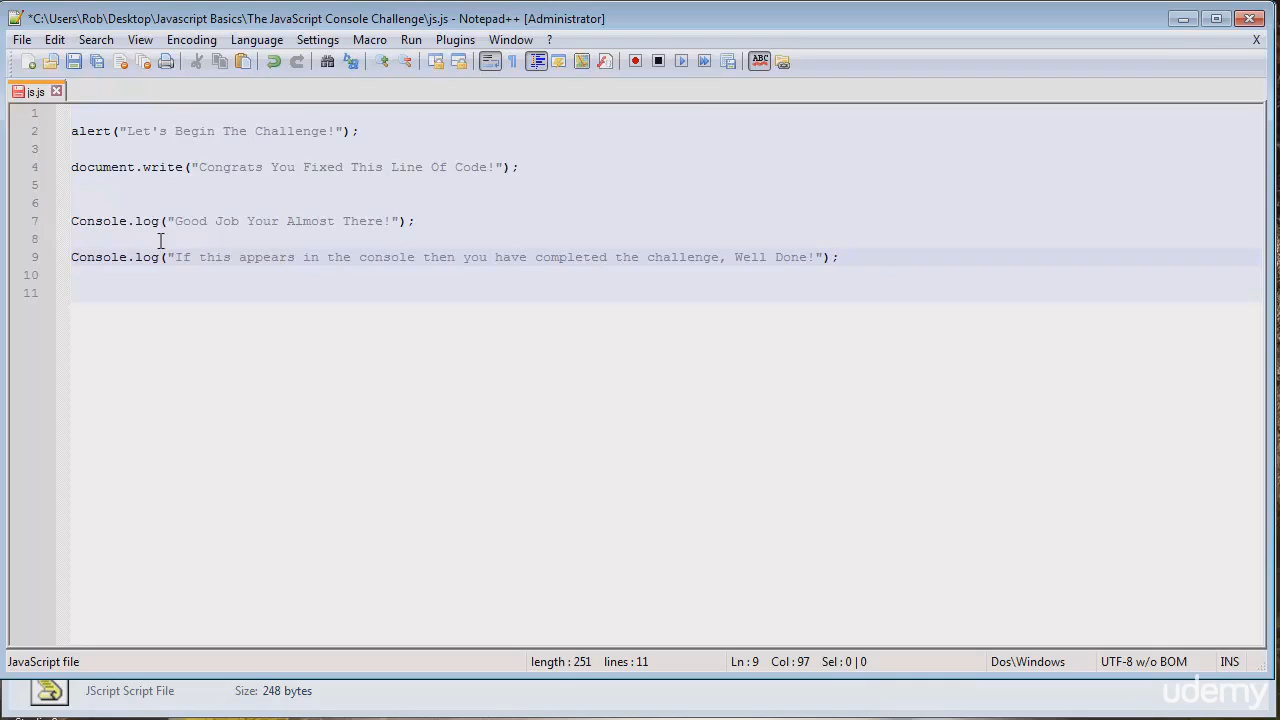 *C:\Users\Rob\Desktop\Javascript Basics\The JavaScript Console Challenge\js.js - Notepad++ [Administrator]
File Edit Search View Encoding Language Settings Macro Run Plugins Window ? X
ABC
js.js
1
2 alert("Let's Begin The Challenge!");
3
4 document.write("Congrats You Fixed This Line Of Code!");
5
6
7 Console.log("Good Job Your Almost There!");
8
9 Console.log("If this appears in the console then you have completed the challenge, Well Done!");
10
11
JavaScript file length : 251 lines : 11 Ln : 9 Col : 97 Sel : 0 | 0 Dos\Windows UTF-8 w/o BOM INS
JScript Script File Size: 248 bytes
udemy